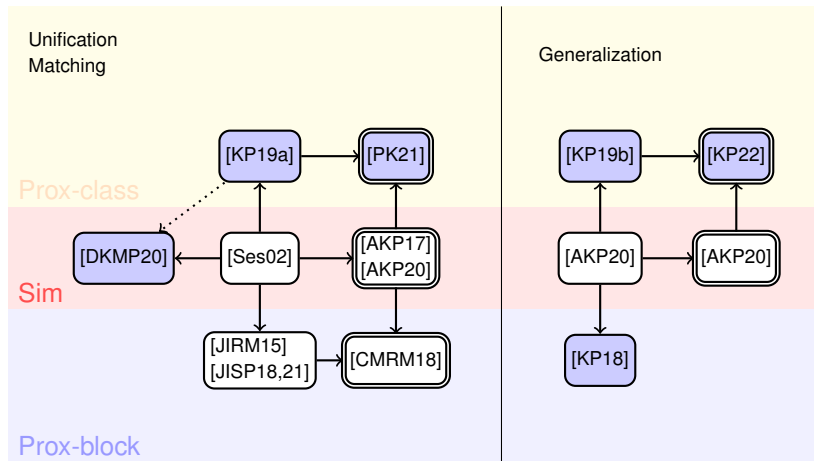 Unification
Matching
Generalization
[KP19a]
[PK21]
[KP19b]
[KP22]
Prox-class
[DKMP20]
[Ses02]
[AKP17]
[AKP20]
[AKP20]
[AKP20]
Sim
[JIRM15]
[JISP18,21]
[CMRM18]
[KP18]
Prox-block